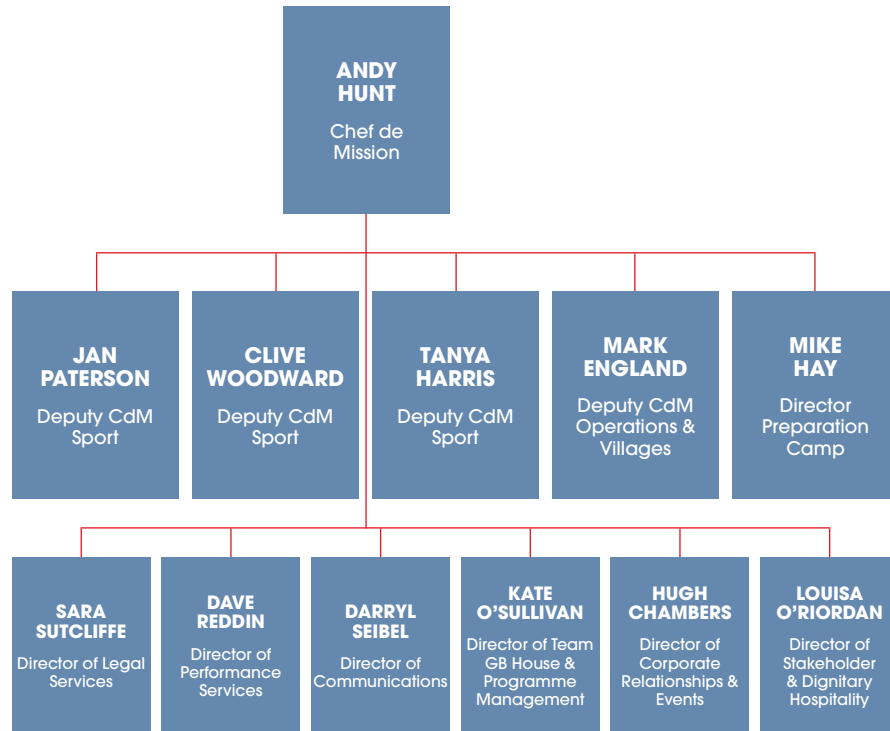 ANDY
HUNT
Chef de
Mission
JAN
PATERSON
Deputy CdM
Sport
CLIVE
WOODWARD
Deputy CdM
Sport
TANYA
HARRIS
Deputy CdM
Sport
MARK
ENGLAND
Deputy CdM
Operations &
Villages
MIKE
HAY
Director
Preparation
Camp
SARA
SUTCLIFFE
Director of Legal
Services
DAVE
REDDIN
Director of
Performance
Services
DARRYL
SEIBEL
Director of
Communications
KATE
O’SULLIVAN
Director of Team
GB House &
Programme
Management
HUGH
CHAMBERS
Director of
Corporate
Relationships &
Events
LOUISA
O’RIORDAN
Director of
Stakeholder
& Dignitary
Hospitality